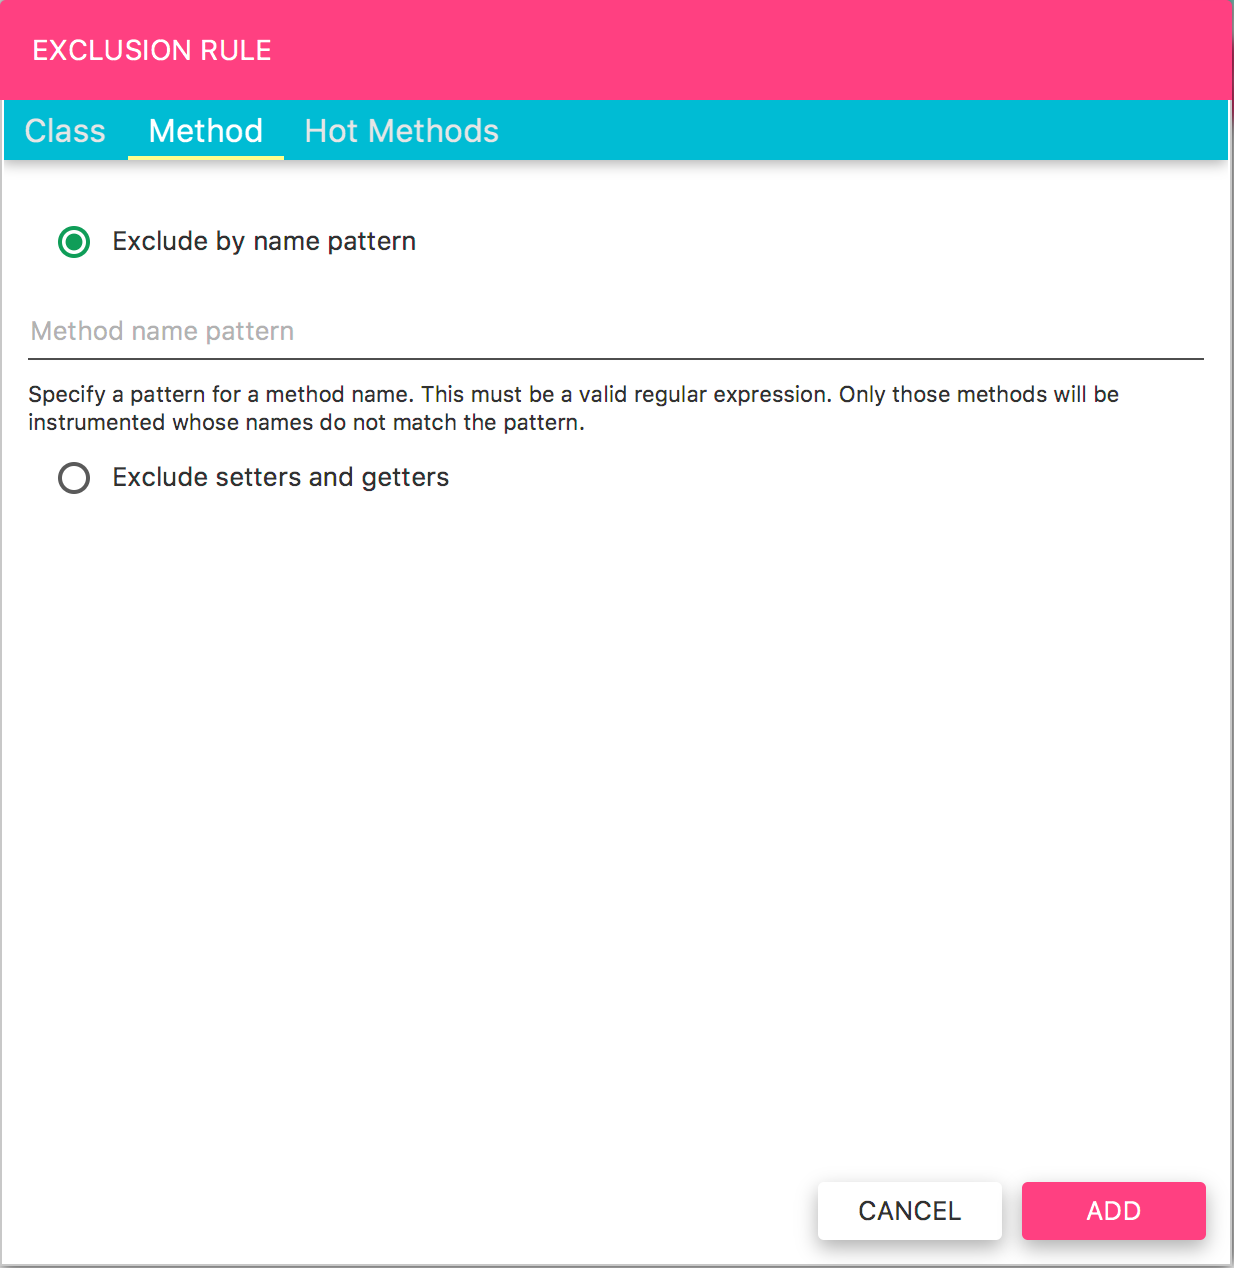 EXCLUSION RULE
Class Method Hot Methods
Exclude by name pattern
Method name pattern
Specify a pattern for a method name. This must be a valid regular expression. Only those methods will be
instrumented whose names do not match the pattern.
Exclude setters and getters
CANCEL ADD